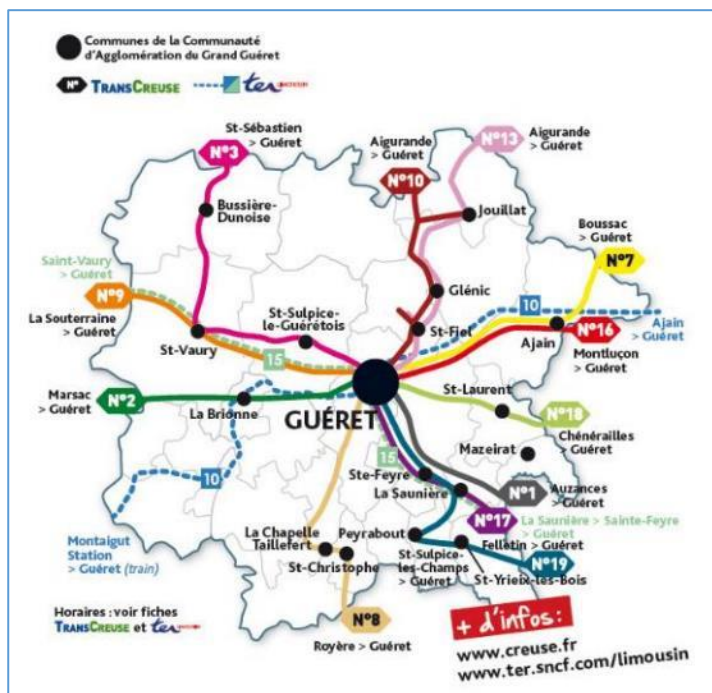 Communes de la Communauté
d'Agglomération du Grand Guéret
N° TRANSCREUSE
ter
St-Sébastien
> Guéret
N°3
Aigurande
> Guéret
N°10
N°13
Aigurande
> Guéret
Bussière-
Dunoise
Jouillat
Boussac
> Guéret
N°7
Saint-Vaury
> Guéret
N°9
La Souterraine
> Guéret
St-Sulpice-
le-Guérétois
Glénic
10
St-Vaury
15
St-Fiel
Ajain
N°16
Ajain
> Guéret
Montluçon
> Guéret
Marsac
> Guéret
N°2
La Brionne
GUÉRET
St-Laurent
N°18
Chénérailles
> Guéret
Mazeirat
15
10
Ste-Feyre
La Saunière
N°1
Auzances
> Guéret
N°17
La Saunière > Sainte-Feyre
> Guéret
Montaigut
Station
> Guéret (train)
La Chapelle
Taillefert
St-Christophe
Peyrabout
St-Sulpice-
les-Champs
> Guéret
Felletin > Guéret
St-Yrieix-les-Bois
N°19
Horaires : voir fiches
TRANSCREUSE et ter
N°8
Royère > Guéret
+ d'infos :
www.creuse.fr
www.ter.sncf.com/limousin